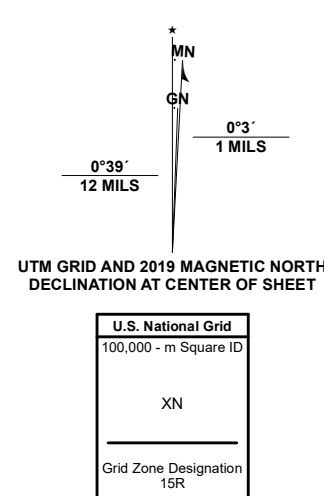 ★
MN
GN
0°3´
1 MILS
0°39´
12 MILS
UTM GRID AND 2019 MAGNETIC NORTH
DECLINATION AT CENTER OF SHEET
U.S. National Grid
100,000 - m Square ID
XN
Grid Zone Designation
15R